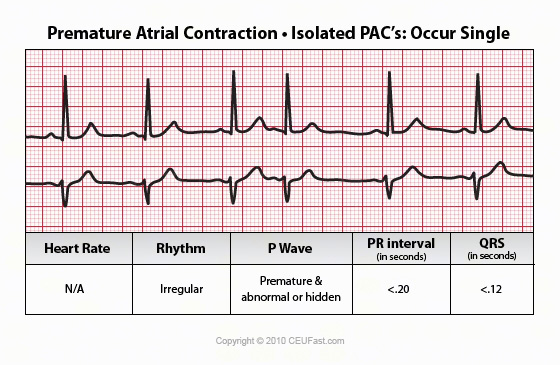 Premature Atrial Contraction • Isolated PAC's: Occur Single
Heart Rate
Rhythm
P Wave
PR interval
(in seconds)
QRS
(in seconds)
N/A
Irregular
Premature &
abnormal or hidden
<.20
<.12
Copyright © 2010 CEUFast.com